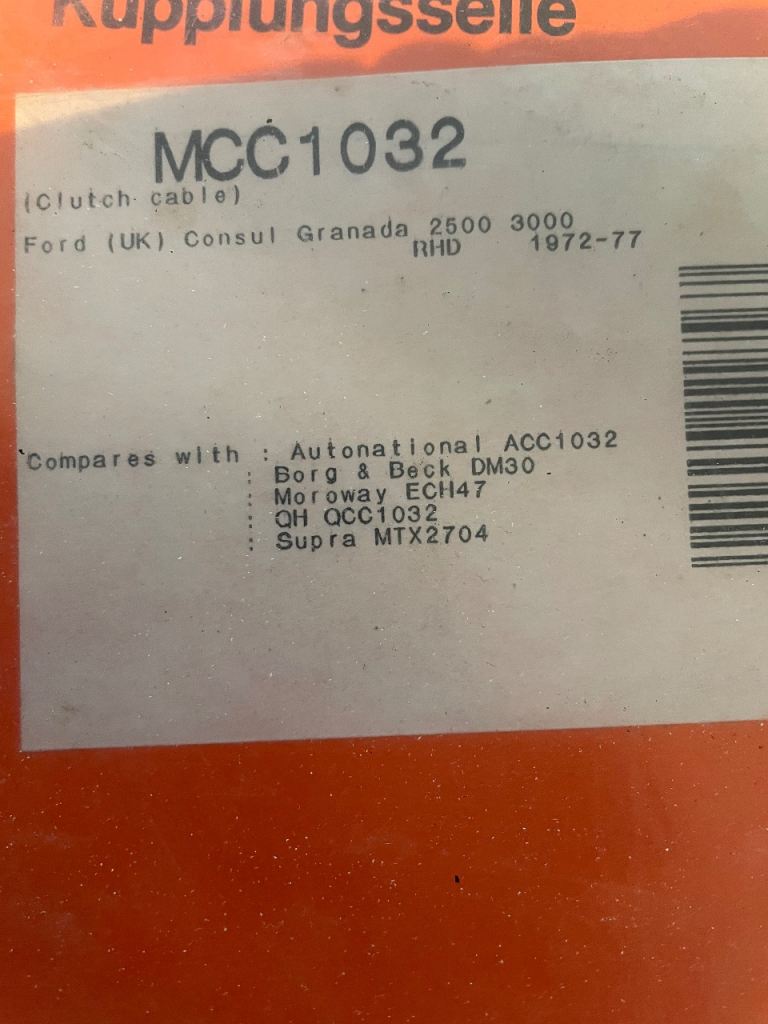 Kupplungsseile
MCC1032
(Clutch cable)
Ford (UK) Consul Granada 2500 3000
RHD 1972-77
Compares with : Autonational ACC1032
: Borg & Beck DM30
: Moroway ECH47
: QH QCC1032
: Supra MTX2704